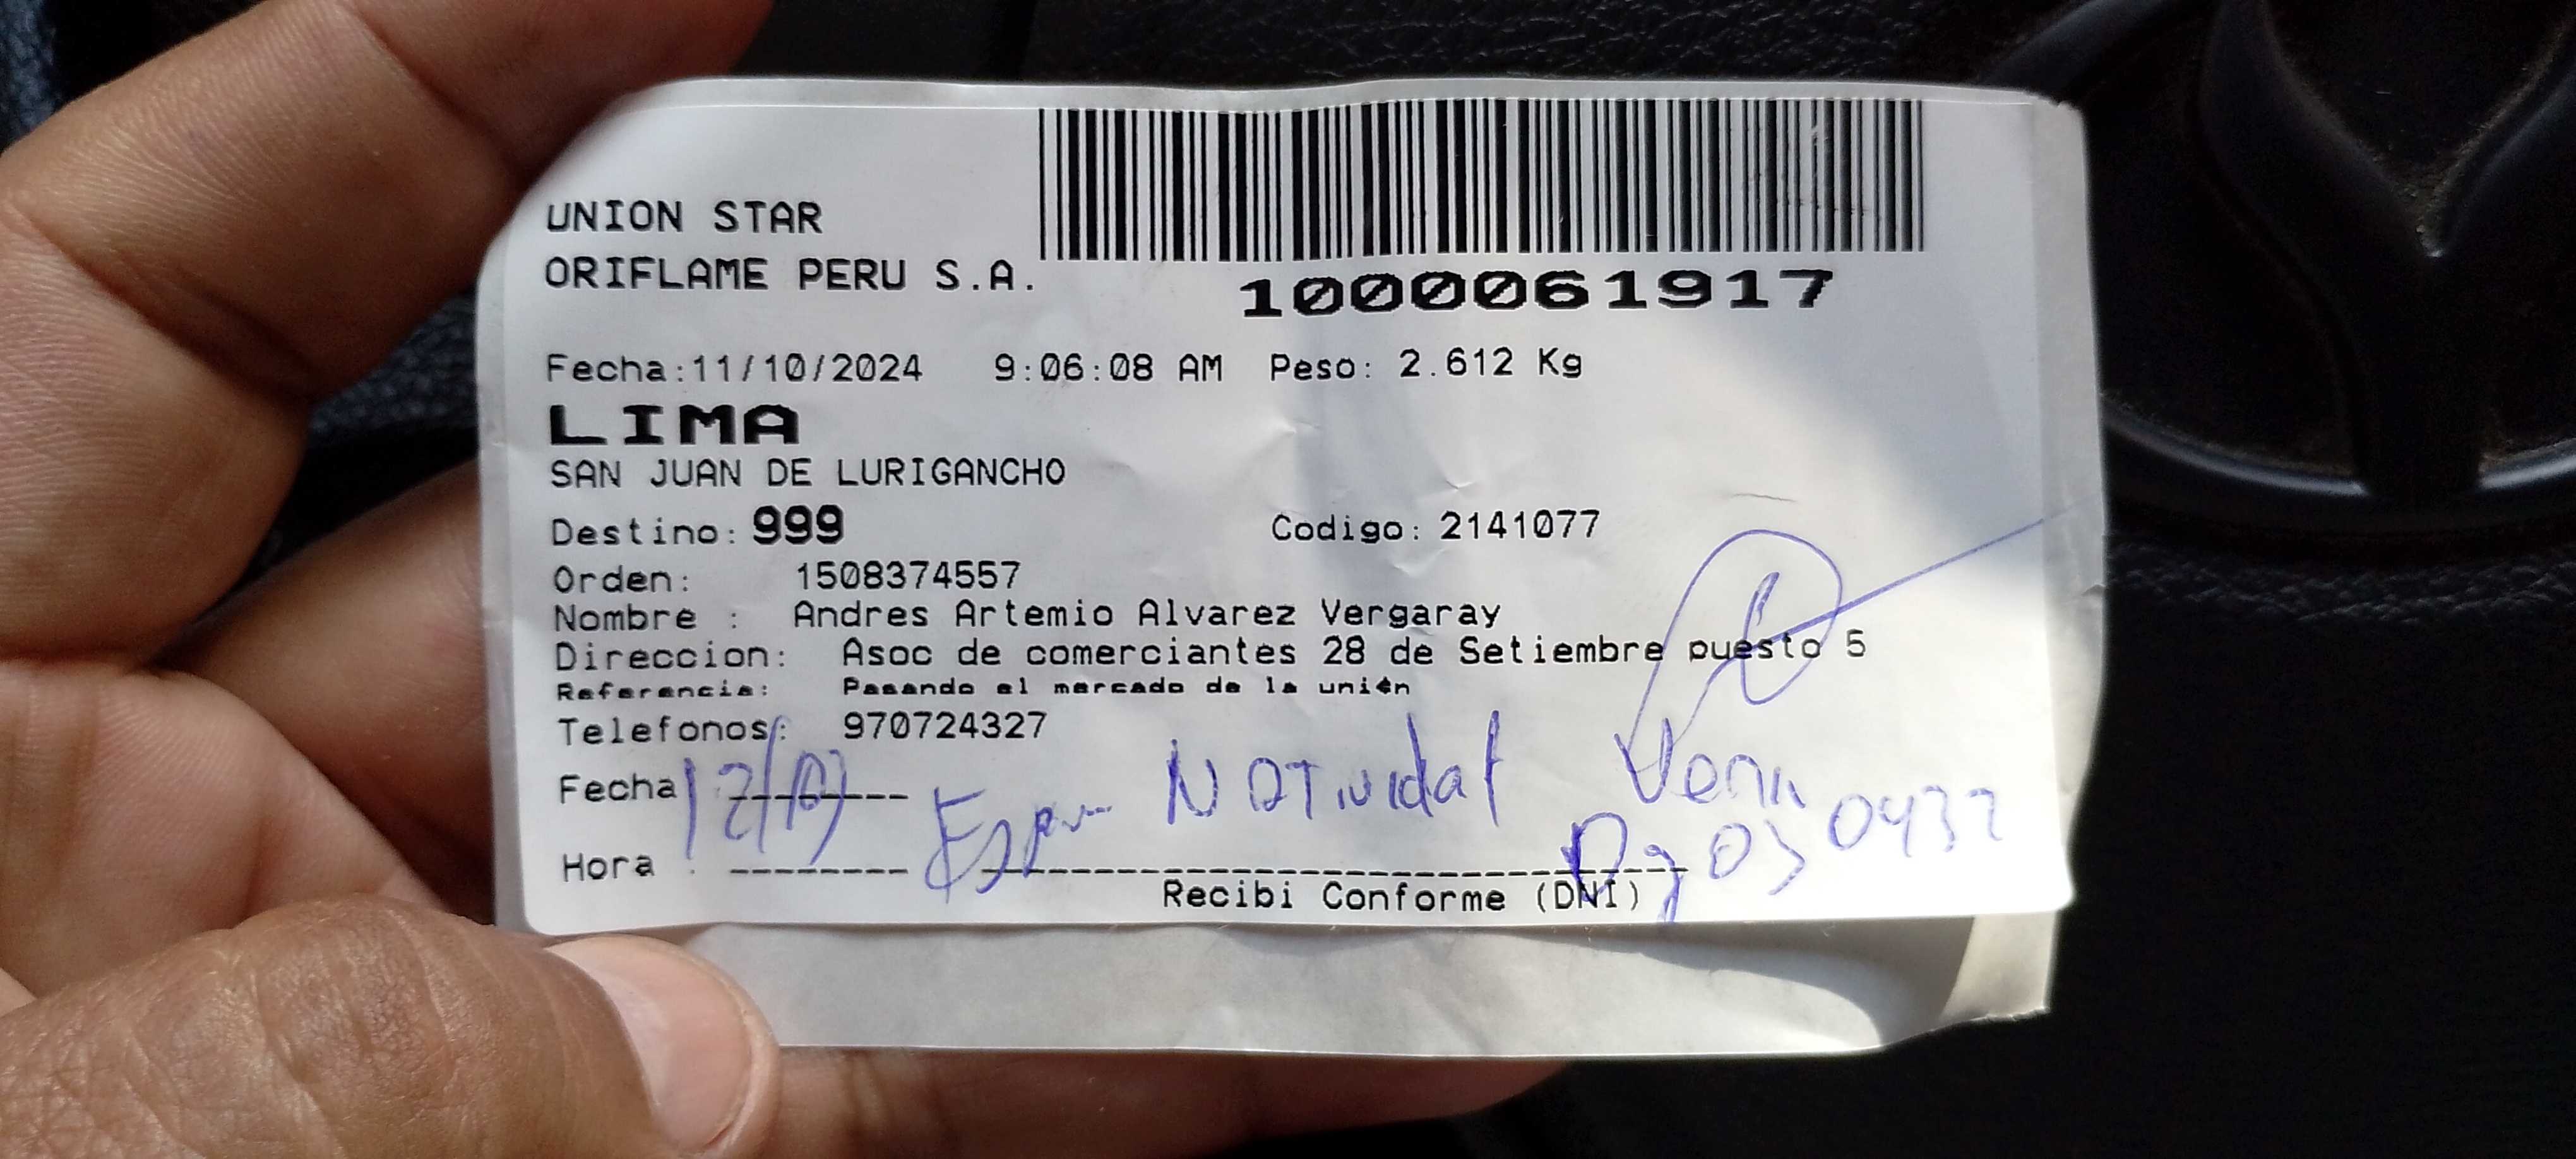 UNION STAR
ORIFLAME PERU S.A.
1000061917
Fecha:11/10/2024 9:06:08 AM Peso: 2.612 Kg
LIMA
SAN JUAN DE LURIGANCHO
Destino: 999 Codigo: 2141077
Orden: 1508374557
Nombre : Andres Artemio Alvarez Vergaray
Direccion: Asoc de comerciantes 28 de Setiembre puesto 5
Referencia: Pasando el mercado de la unión
Telefonos: 970724327
Fecha 12/10
Hora :
Recibi Conforme (DNI)